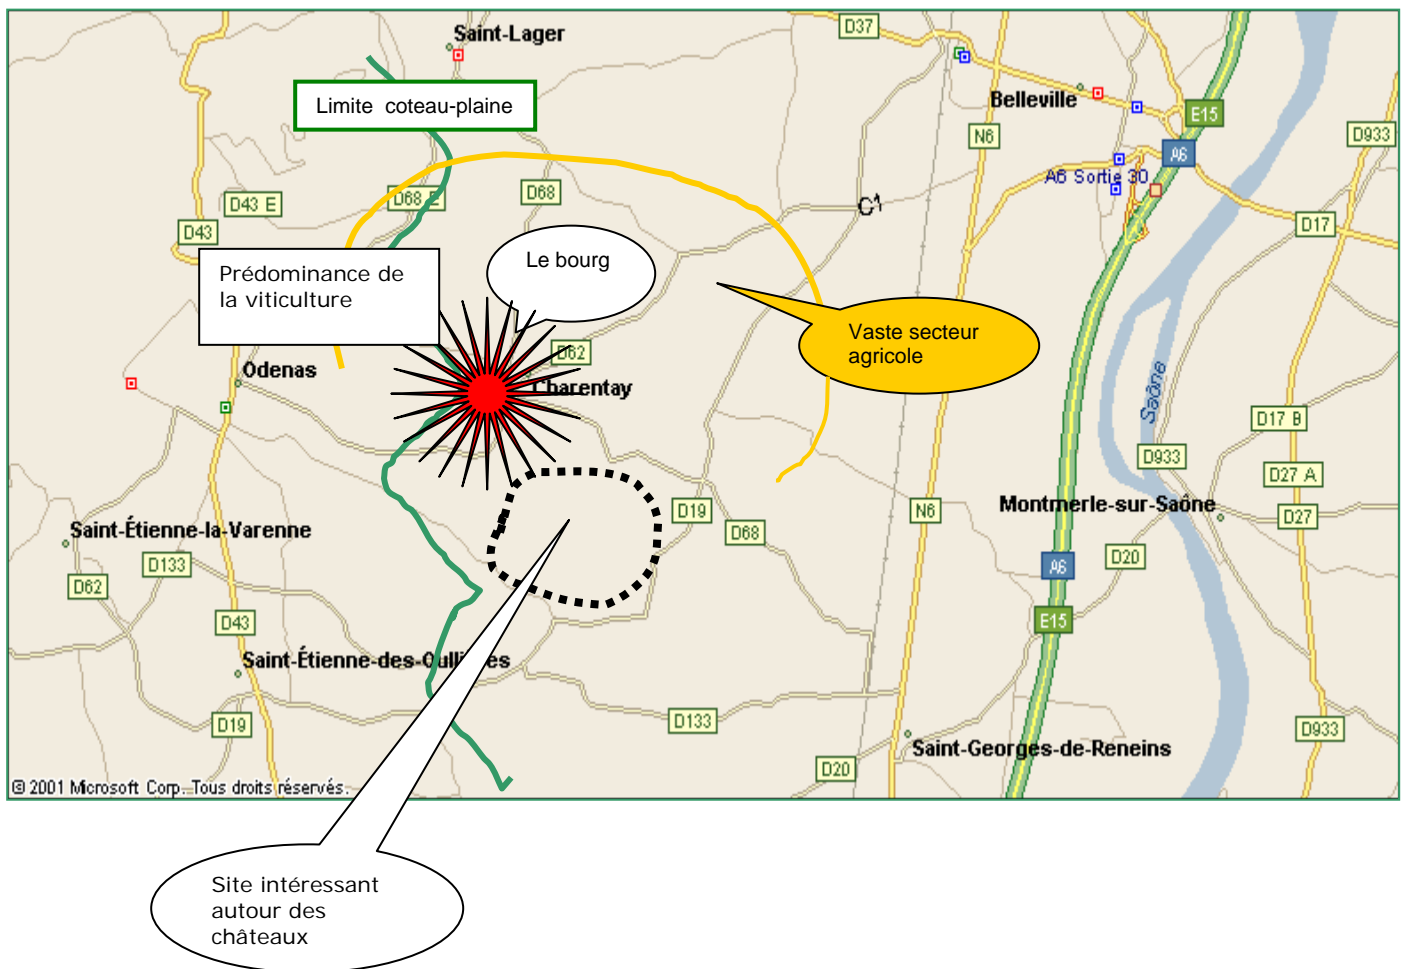 D37
Saint-Lager
Limite coteau-plaine
Belleville
E15
N6
D933
A6
A6 Sortie 30
D68 E
D68
D43 E
C1
D43
D17
Prédominance de
la viticulture
Le bourg
Vaste secteur
agricole
D62
Odenas
Charentay
Saône
D17 B
D933
D27 A
D19
N6
Montmerle-sur-Saône
D27
Saint-Étienne-la-Varenne
D68
D133
D20
A6
D62
D43
E15
Saint-Étienne-des-Oullières
D19
D133
D933
Saint-Georges-de-Reneins
D20
© 2001 Microsoft Corp. Tous droits réservés.
Site intéressant
autour des
châteaux